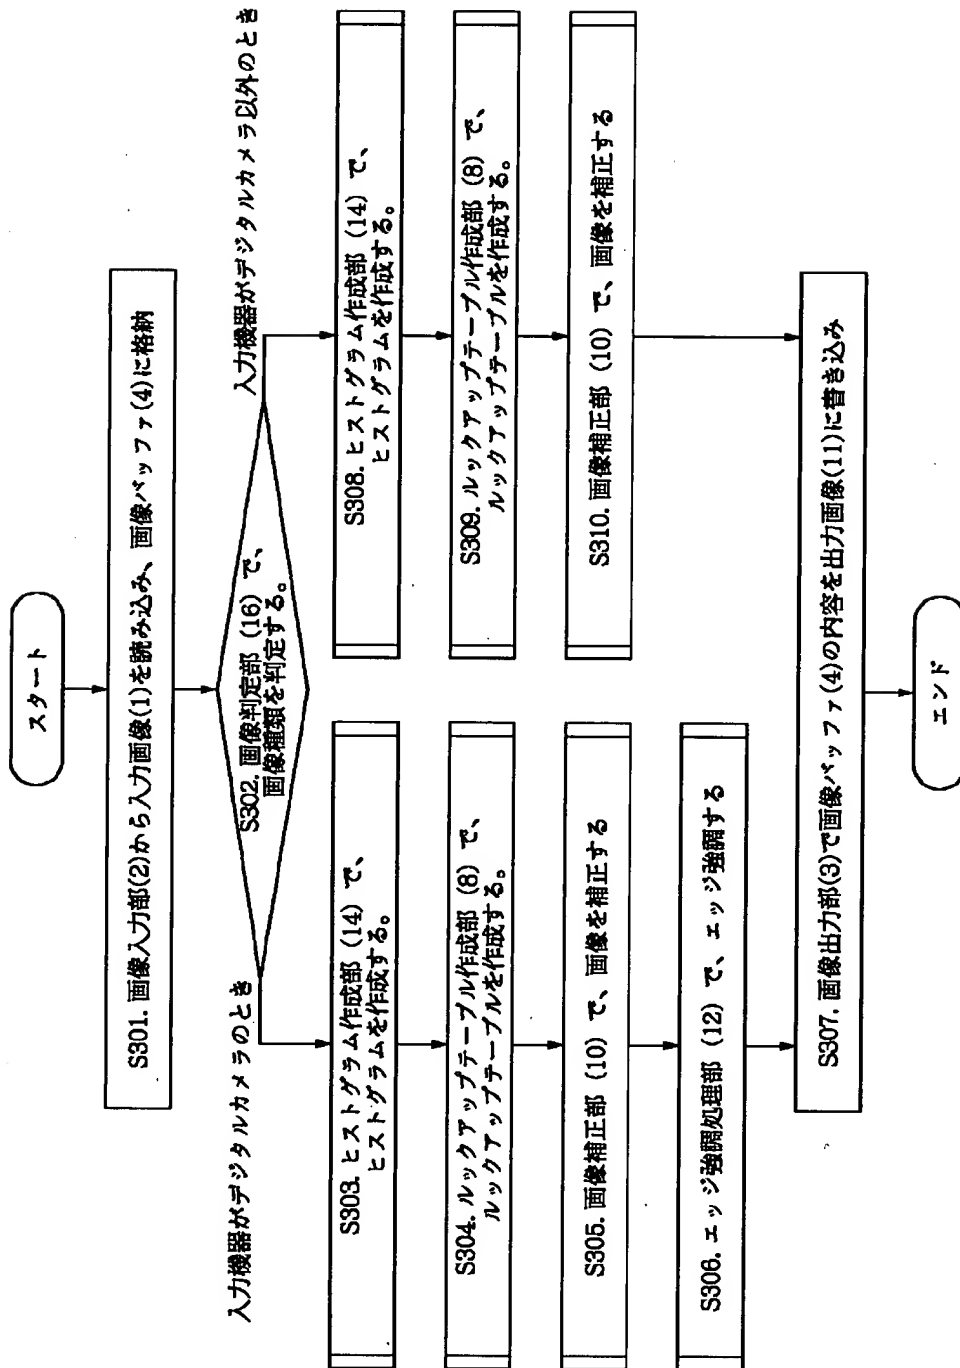 スタート
S301. 画像入力部(2)から入力画像(1)を読み込み、画像バッファ(4)に格納
S302. 画像判定部 (16) で、
画像種類を判定する。
入力機器がデジタルカメラのとき
入力機器がデジタルカメラ以外のとき
S303. ヒストグラム作成部 (14) で、
ヒストグラムを作成する。
S304. ルックアップテーブル作成部 (8) で、
ルックアップテーブルを作成する。
S305. 画像補正部 (10) で、画像を補正する
S306. エッジ強調処理部 (12) で、エッジ強調する
S308. ヒストグラム作成部 (14) で、
ヒストグラムを作成する。
S309. ルックアップテーブル作成部 (8) で、
ルックアップテーブルを作成する。
S310. 画像補正部 (10) で、画像を補正する
S307. 画像出力部(3)で画像バッファ(4)の内容を出力画像(11)に書き込み
エンド